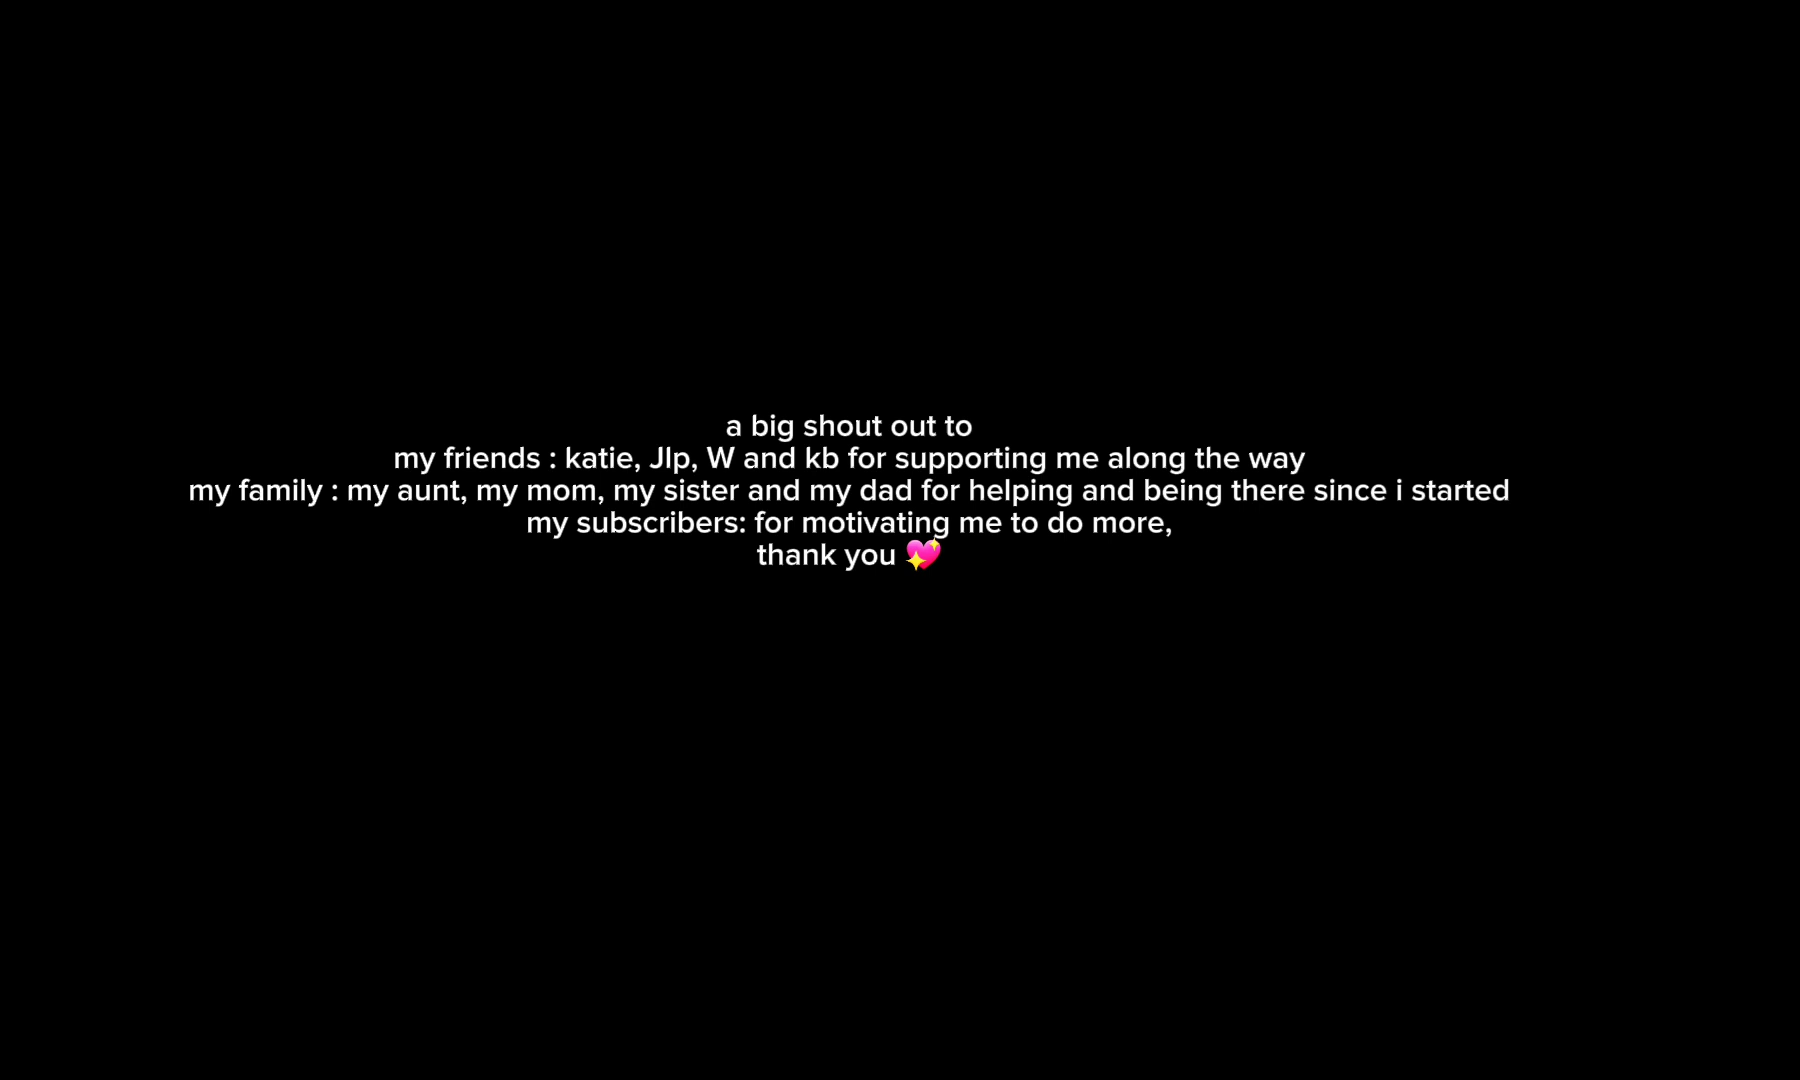 a big shout out to
my friends : katie, Jlp, W and kb for supporting me along the way
my family : my aunt, my mom, my sister and my dad for helping and being there since i started
my subscribers: for motivating me to do more,
thank you 💖